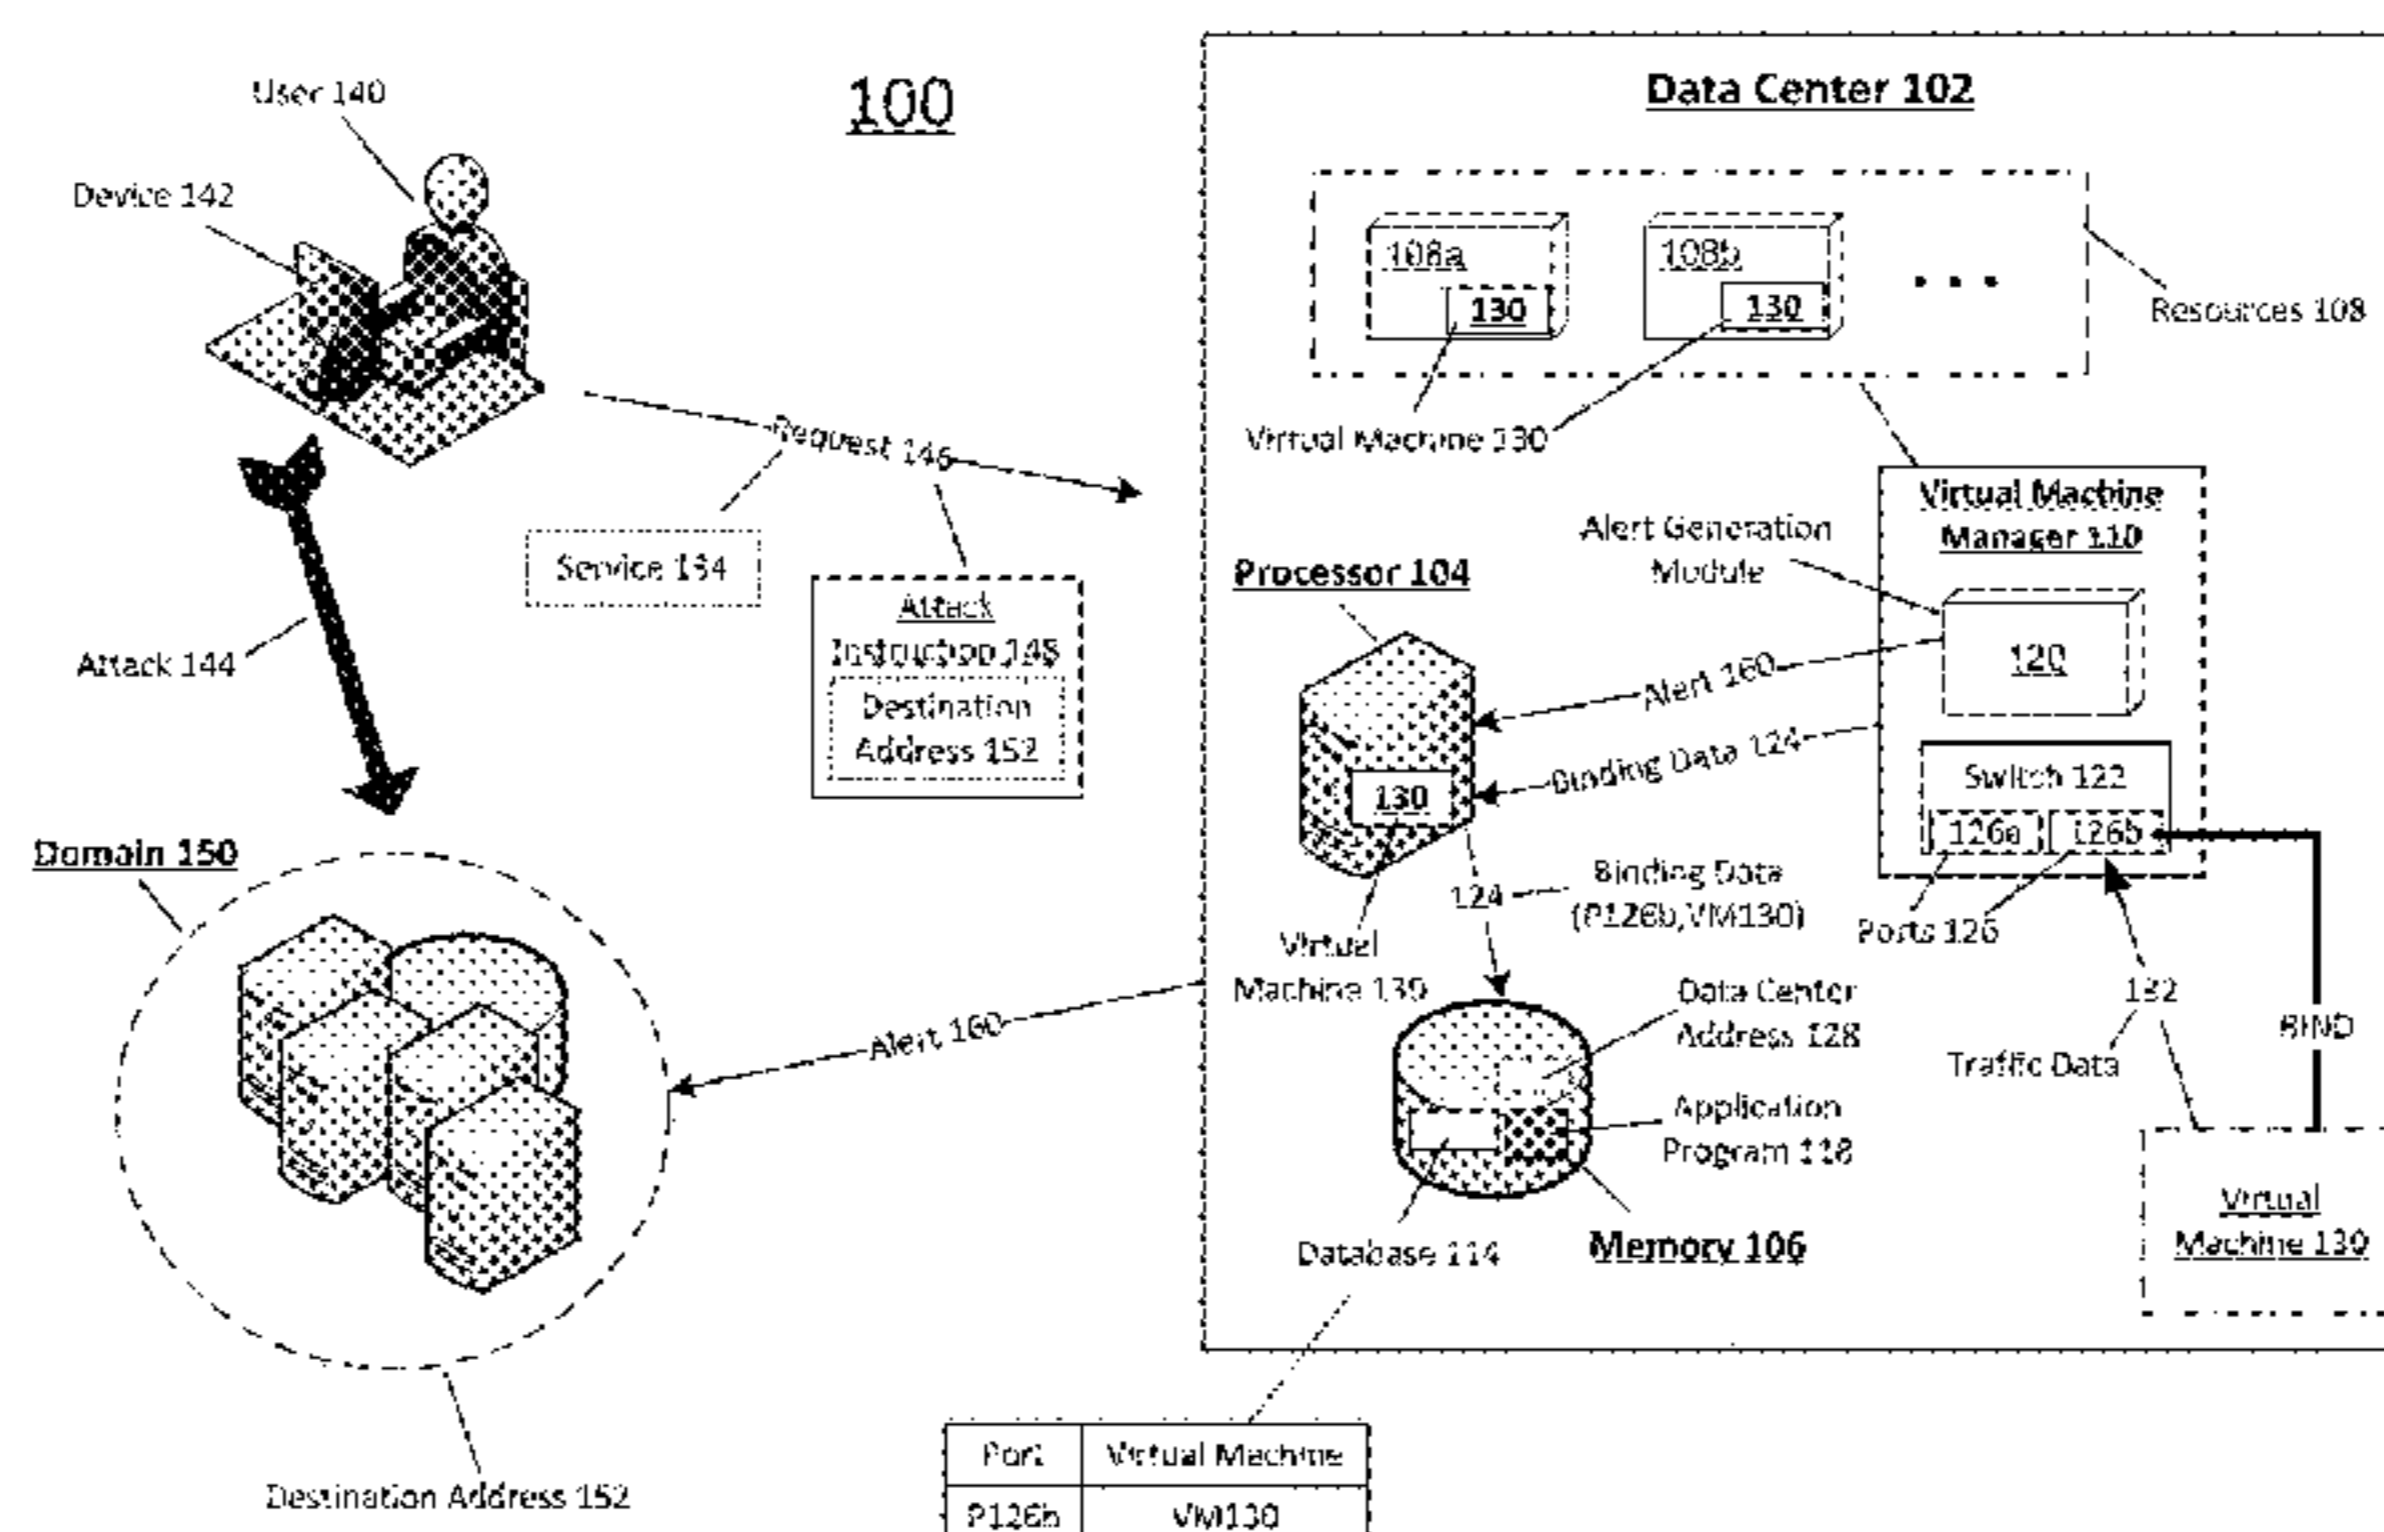 100
User 140
Device 142
Request 146
Service 134
Attack
Instruction 148
Destination
Address 152
Attack 144
Domain 150
Alert 160
Destination Address 152
Data Center 102
108a
130
108b
130
Resources 108
Virtual Machine 130
Virtual Machine
Manager 110
Alert Generation
Module
120
Processor 104
Alert 160
Binding Data 124
Switch 122
126a
126b
130
Ports 126
124
Binding Data
(P126b,VM130)
Virtual
Machine 130
Data Center
Address 128
132
Traffic Data
BIND
Application
Program 118
Database 114
Memory 106
Virtual
Machine 130
Port
Virtual Machine
P126b
VM130